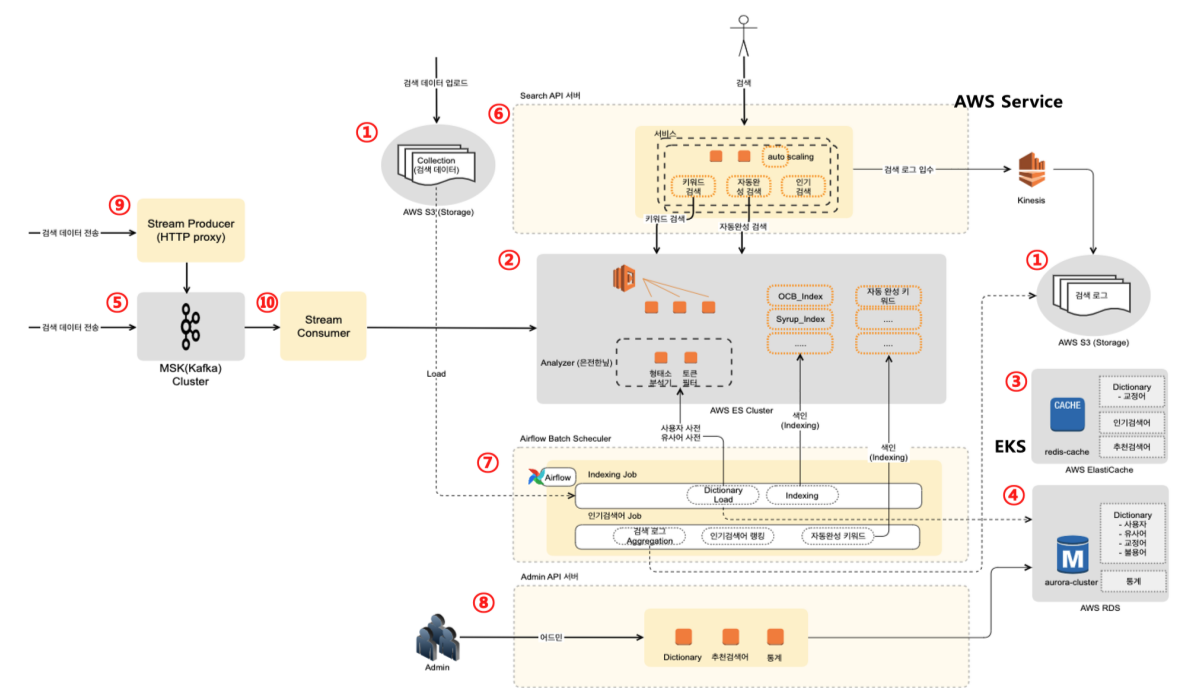 검색
Search API 서버
AWS Service
⑥
서비스
auto scaling
키워드
검색
자동완
성 검색
인기
검색
검색 로그 입수
Kinesis
키워드 검색
자동완성 검색
검색 데이터 업로드
①
Collection
(검색 데이터)
AWS S3 (Storage)
⑨
Stream Producer
(HTTP proxy)
검색 데이터 전송
⑤
검색 데이터 전송
MSK(Kafka)
Cluster
⑩
Stream
Consumer
Load
②
OCB_Index
Syrup_Index
.....
자동 완성 키
워드
....
....
Analyzer (은전한닢)
형태소
분석기
토큰
필터
AWS ES Cluster
①
검색 로그
AWS S3 (Storage)
③
CACHE
redis-cache
Dictionary
- 교정어
인기검색어
추천검색어
AWS ElastiCache
EKS
사용자 사전
유사어 사전
색인
(Indexing)
색인
(Indexing)
Airflow Batch Scheculer
⑦
Airflow
Indexing Job
Dictionary
Load
Indexing
인기검색어 Job
검색 로그
Aggregation
인기검색어 랭킹
자동완성 키워드
④
M
aurora-cluster
Dictionary
- 사용자
- 유사어
- 교정어
- 불용어
통계
AWS RDS
Admin API 서버
⑧
Admin
어드민
Dictionary
추천검색어
통계